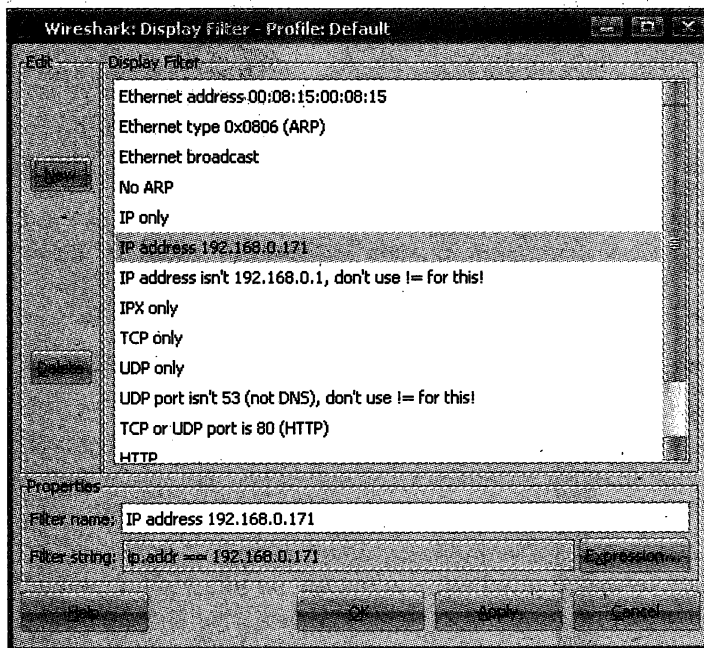 Wireshark: Display Filter - Profile: Default
Edit
Display Filter
Ethernet address 00:08:15:00:08:15
Ethernet type 0x0806 (ARP)
Ethernet broadcast
New
No ARP
IP only
IP address 192.168.0.171
IP address isn't 192.168.0.1, don't use != for this!
IPX only
TCP only
Delete
UDP only
UDP port isn't 53 (not DNS), don't use != for this!
TCP or UDP port is 80 (HTTP)
HTTP
Properties
Filter name: IP address 192.168.0.171
Filter string: ip.addr == 192.168.0.171 Expression...
Help OK Apply Cancel